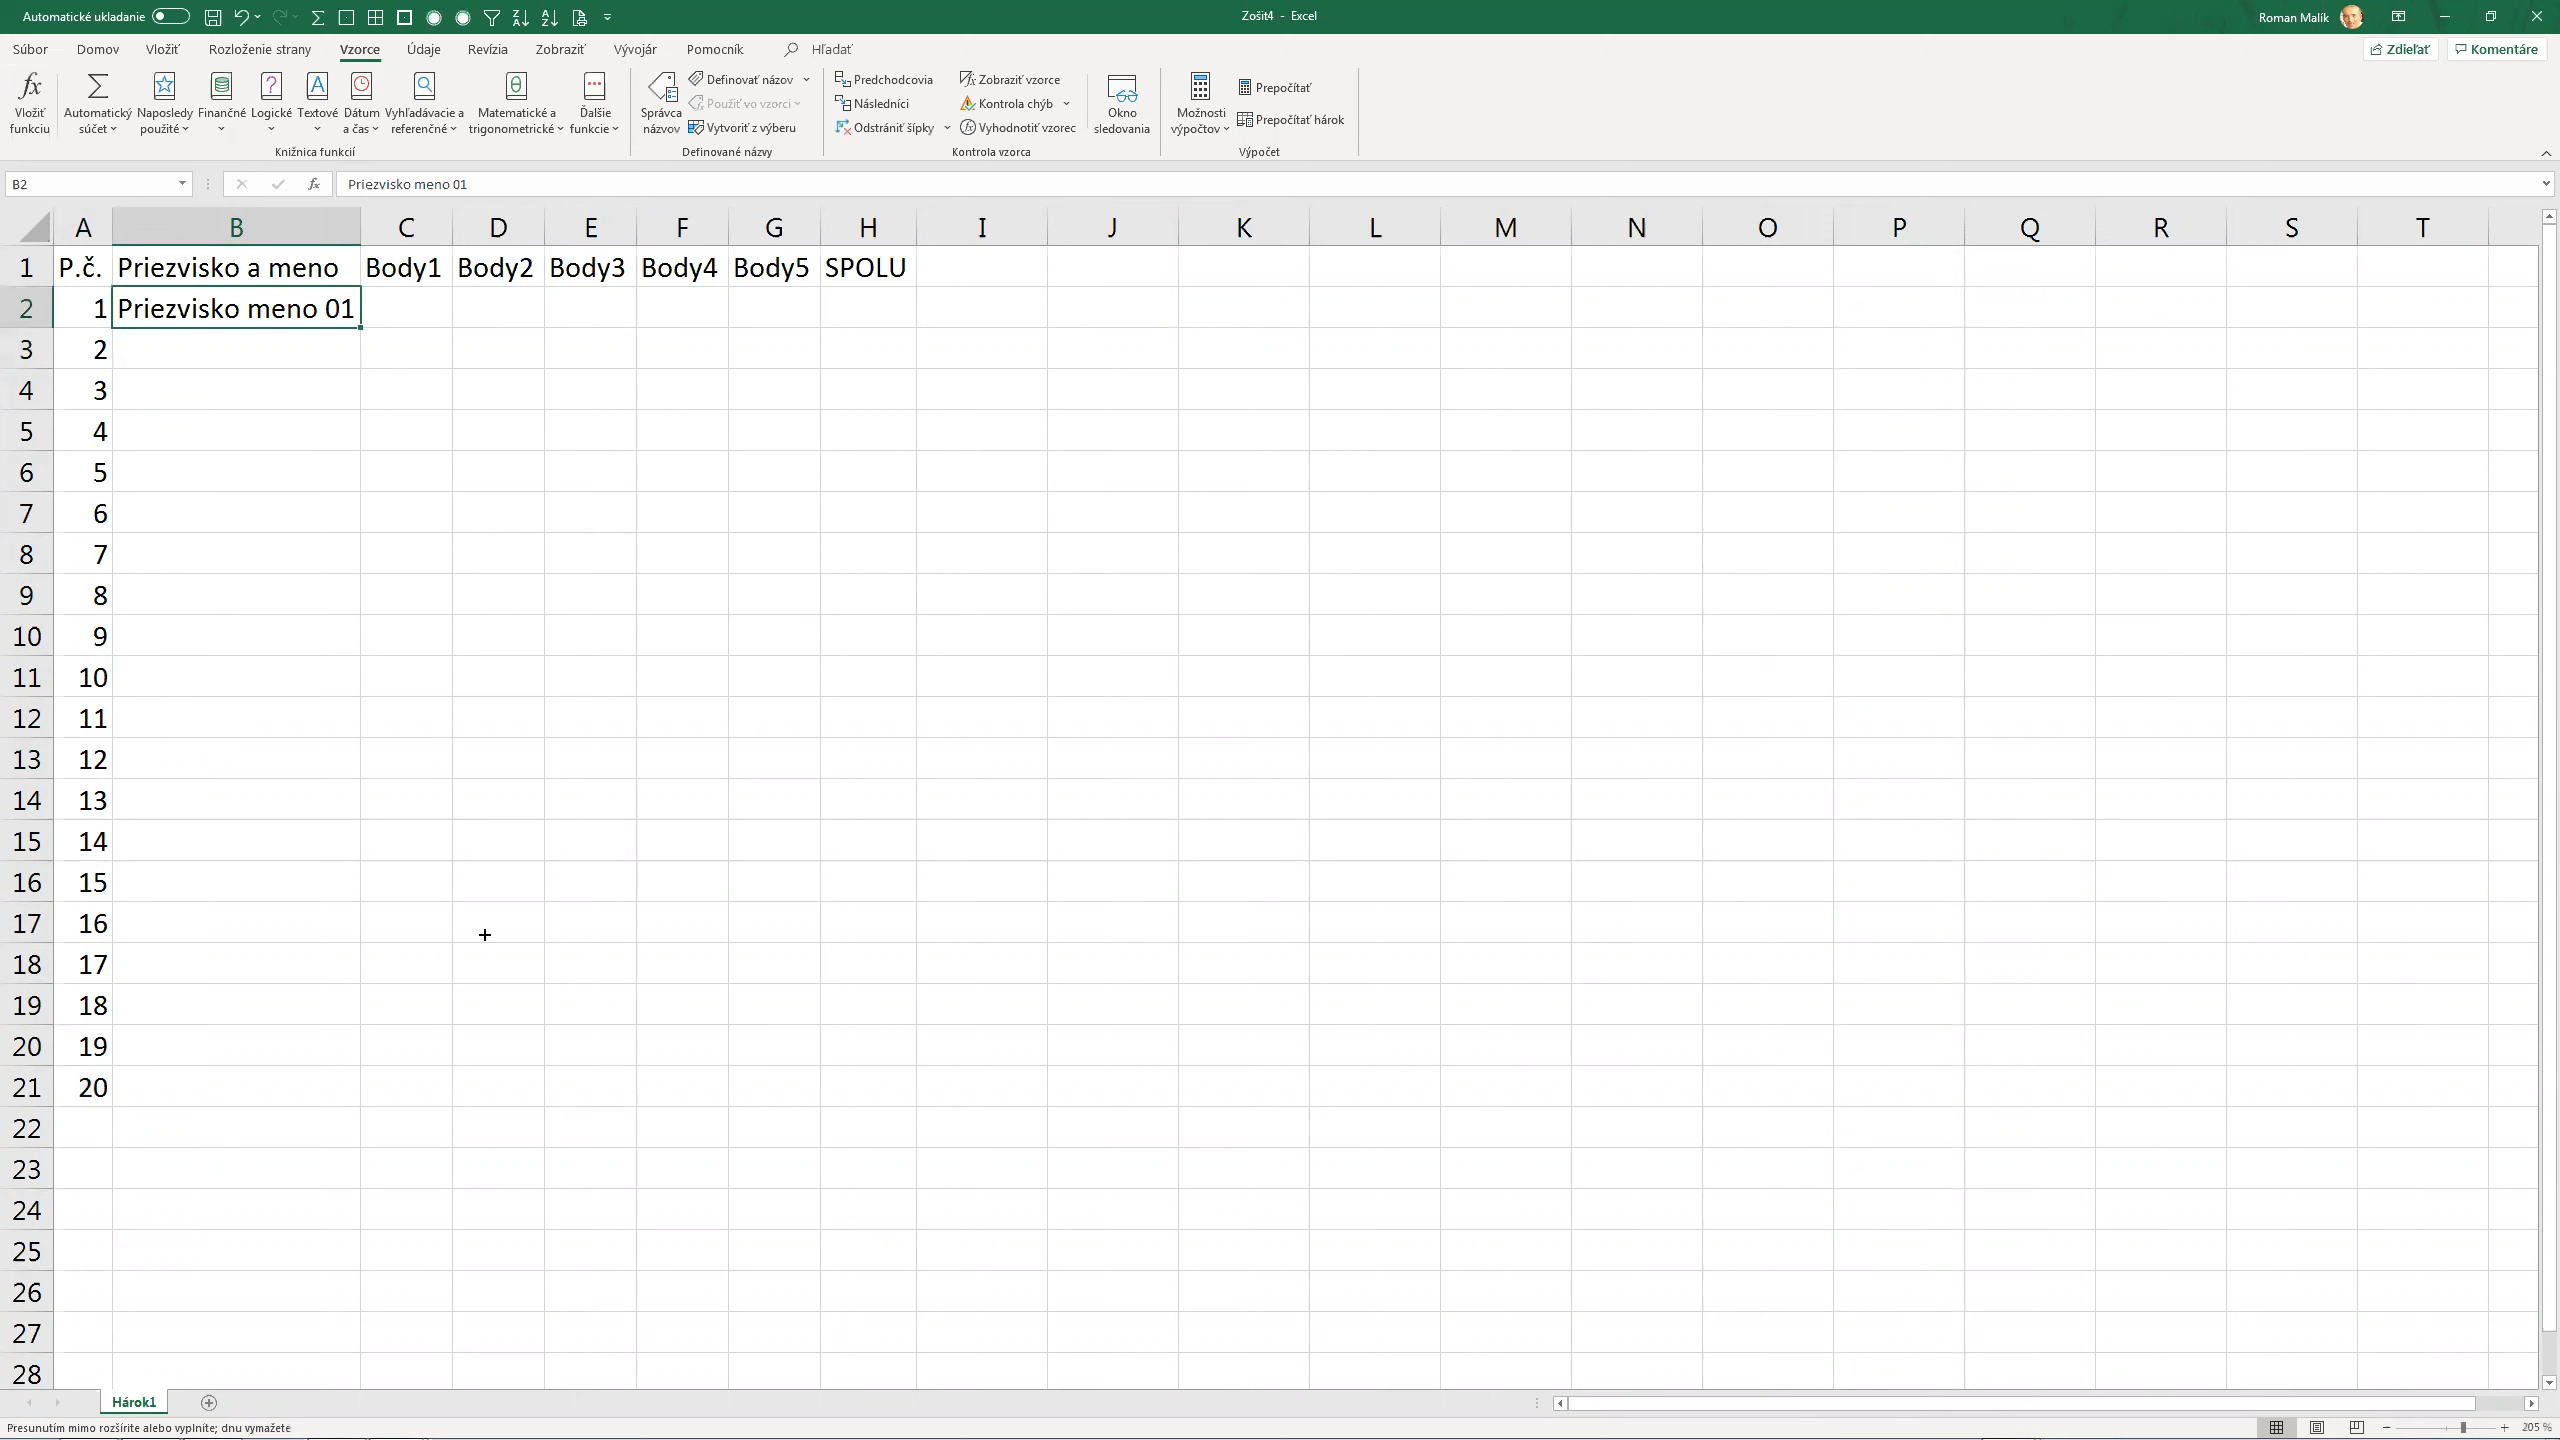 Automatické ukladanie
Zošit4 - Excel
Roman Malík
Súbor Domov Vložiť Rozloženie strany Vzorce Údaje Revízia Zobraziť Vývojár Pomocník Hľadať Zdieľať Komentáre
Vložiť funkciu
Automatický súčet
Naposledy použité
Finančné
Logické
Textové
Dátum a čas
Vyhľadávacie a referenčné
Matematické a trigonometrické
Ďalšie funkcie
Knižnica funkcií
Správca názvov
Definovať názov
Použiť vo vzorci
Vytvoriť z výberu
Definované názvy
Predchodcovia
Následníci
Odstrániť šípky
Zobraziť vzorce
Kontrola chýb
Vyhodnotiť vzorec
Kontrola vzorca
Okno sledovania
Možnosti výpočtov
Prepočítať
Prepočítať hárok
Výpočet
B2 fx Priezvisko meno 01
A B C D E F G H I J K L M N O P Q R S T
1 P.č. Priezvisko a meno Body1 Body2 Body3 Body4 Body5 SPOLU
2 1 Priezvisko meno 01
3 2
4 3
5 4
6 5
7 6
8 7
9 8
10 9
11 10
12 11
13 12
14 13
15 14
16 15
17 16
18 17
19 18
20 19
21 20
22
23
24
25
26
27
28
Hárok1
Presunutím mimo rozšírite alebo vyplníte; dnu vymažete
205 %